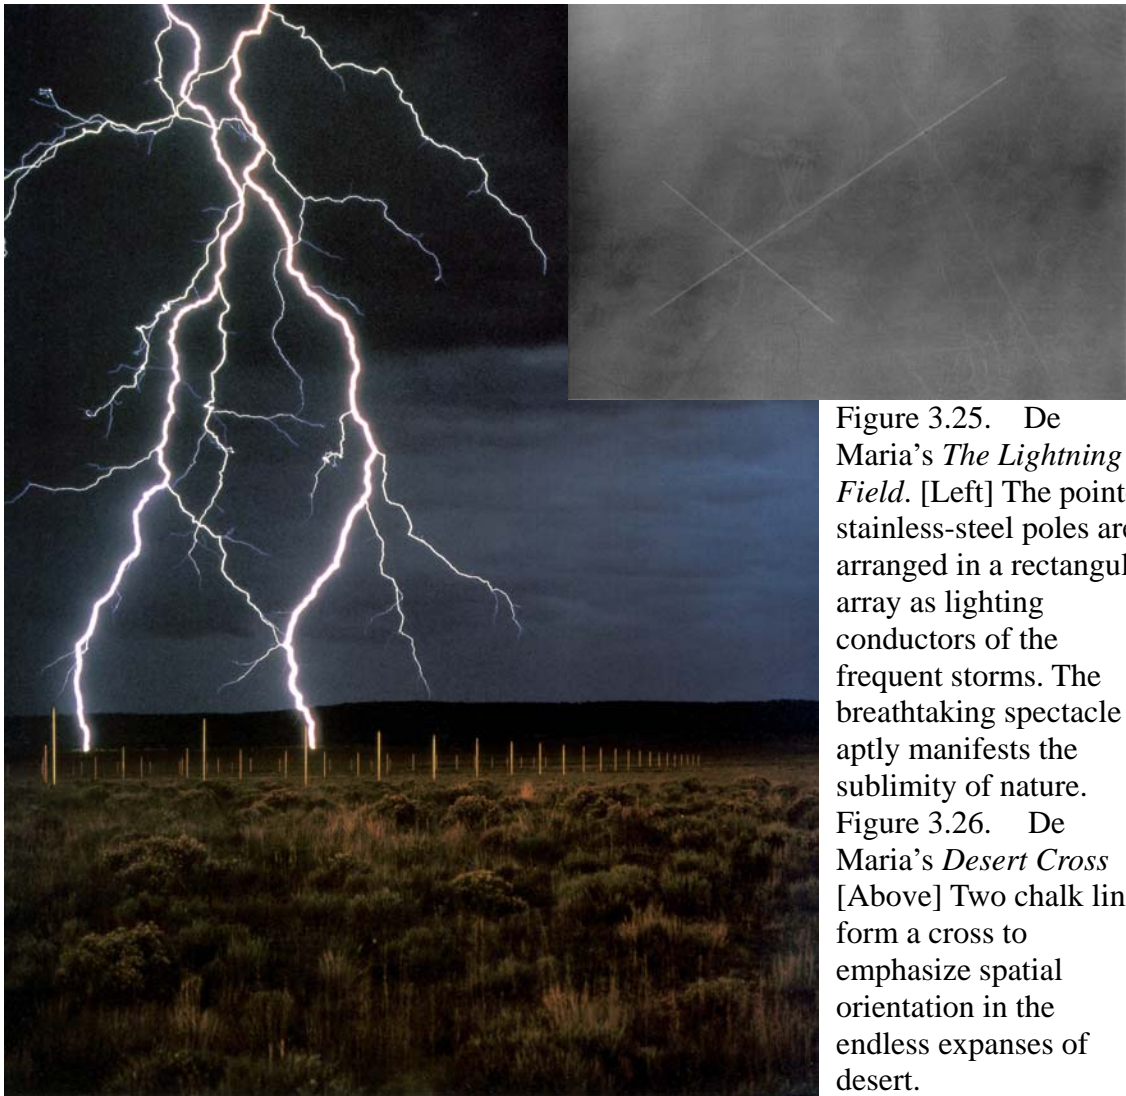 Figure 3.25. De
Maria’s The Lightning
Field. [Left] The point
stainless-steel poles are
arranged in a rectangul
array as lighting
conductors of the
frequent storms. The
breathtaking spectacle
aptly manifests the
sublimity of nature.
Figure 3.26. De
Maria’s Desert Cross
[Above] Two chalk lin
form a cross to
emphasize spatial
orientation in the
endless expanses of
desert.